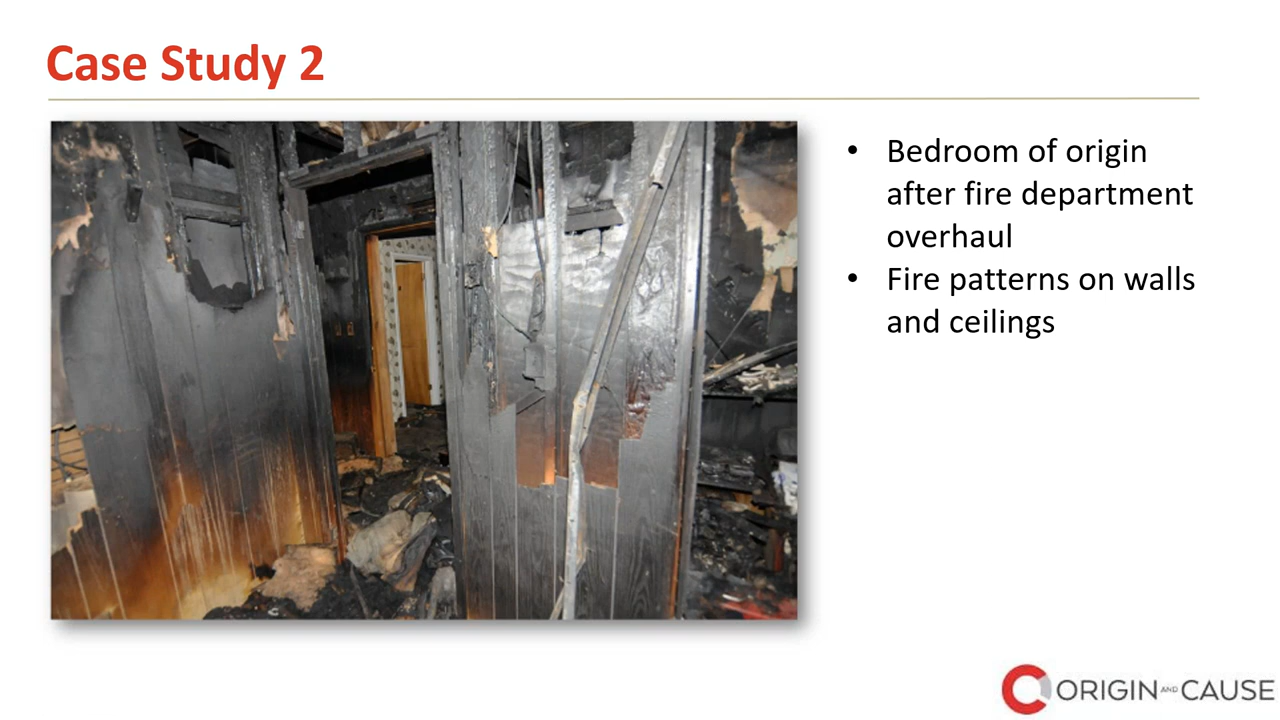 Case Study 2
• Bedroom of origin
after fire department
overhaul
• Fire patterns on walls
and ceilings
ORIGIN AND CAUSE